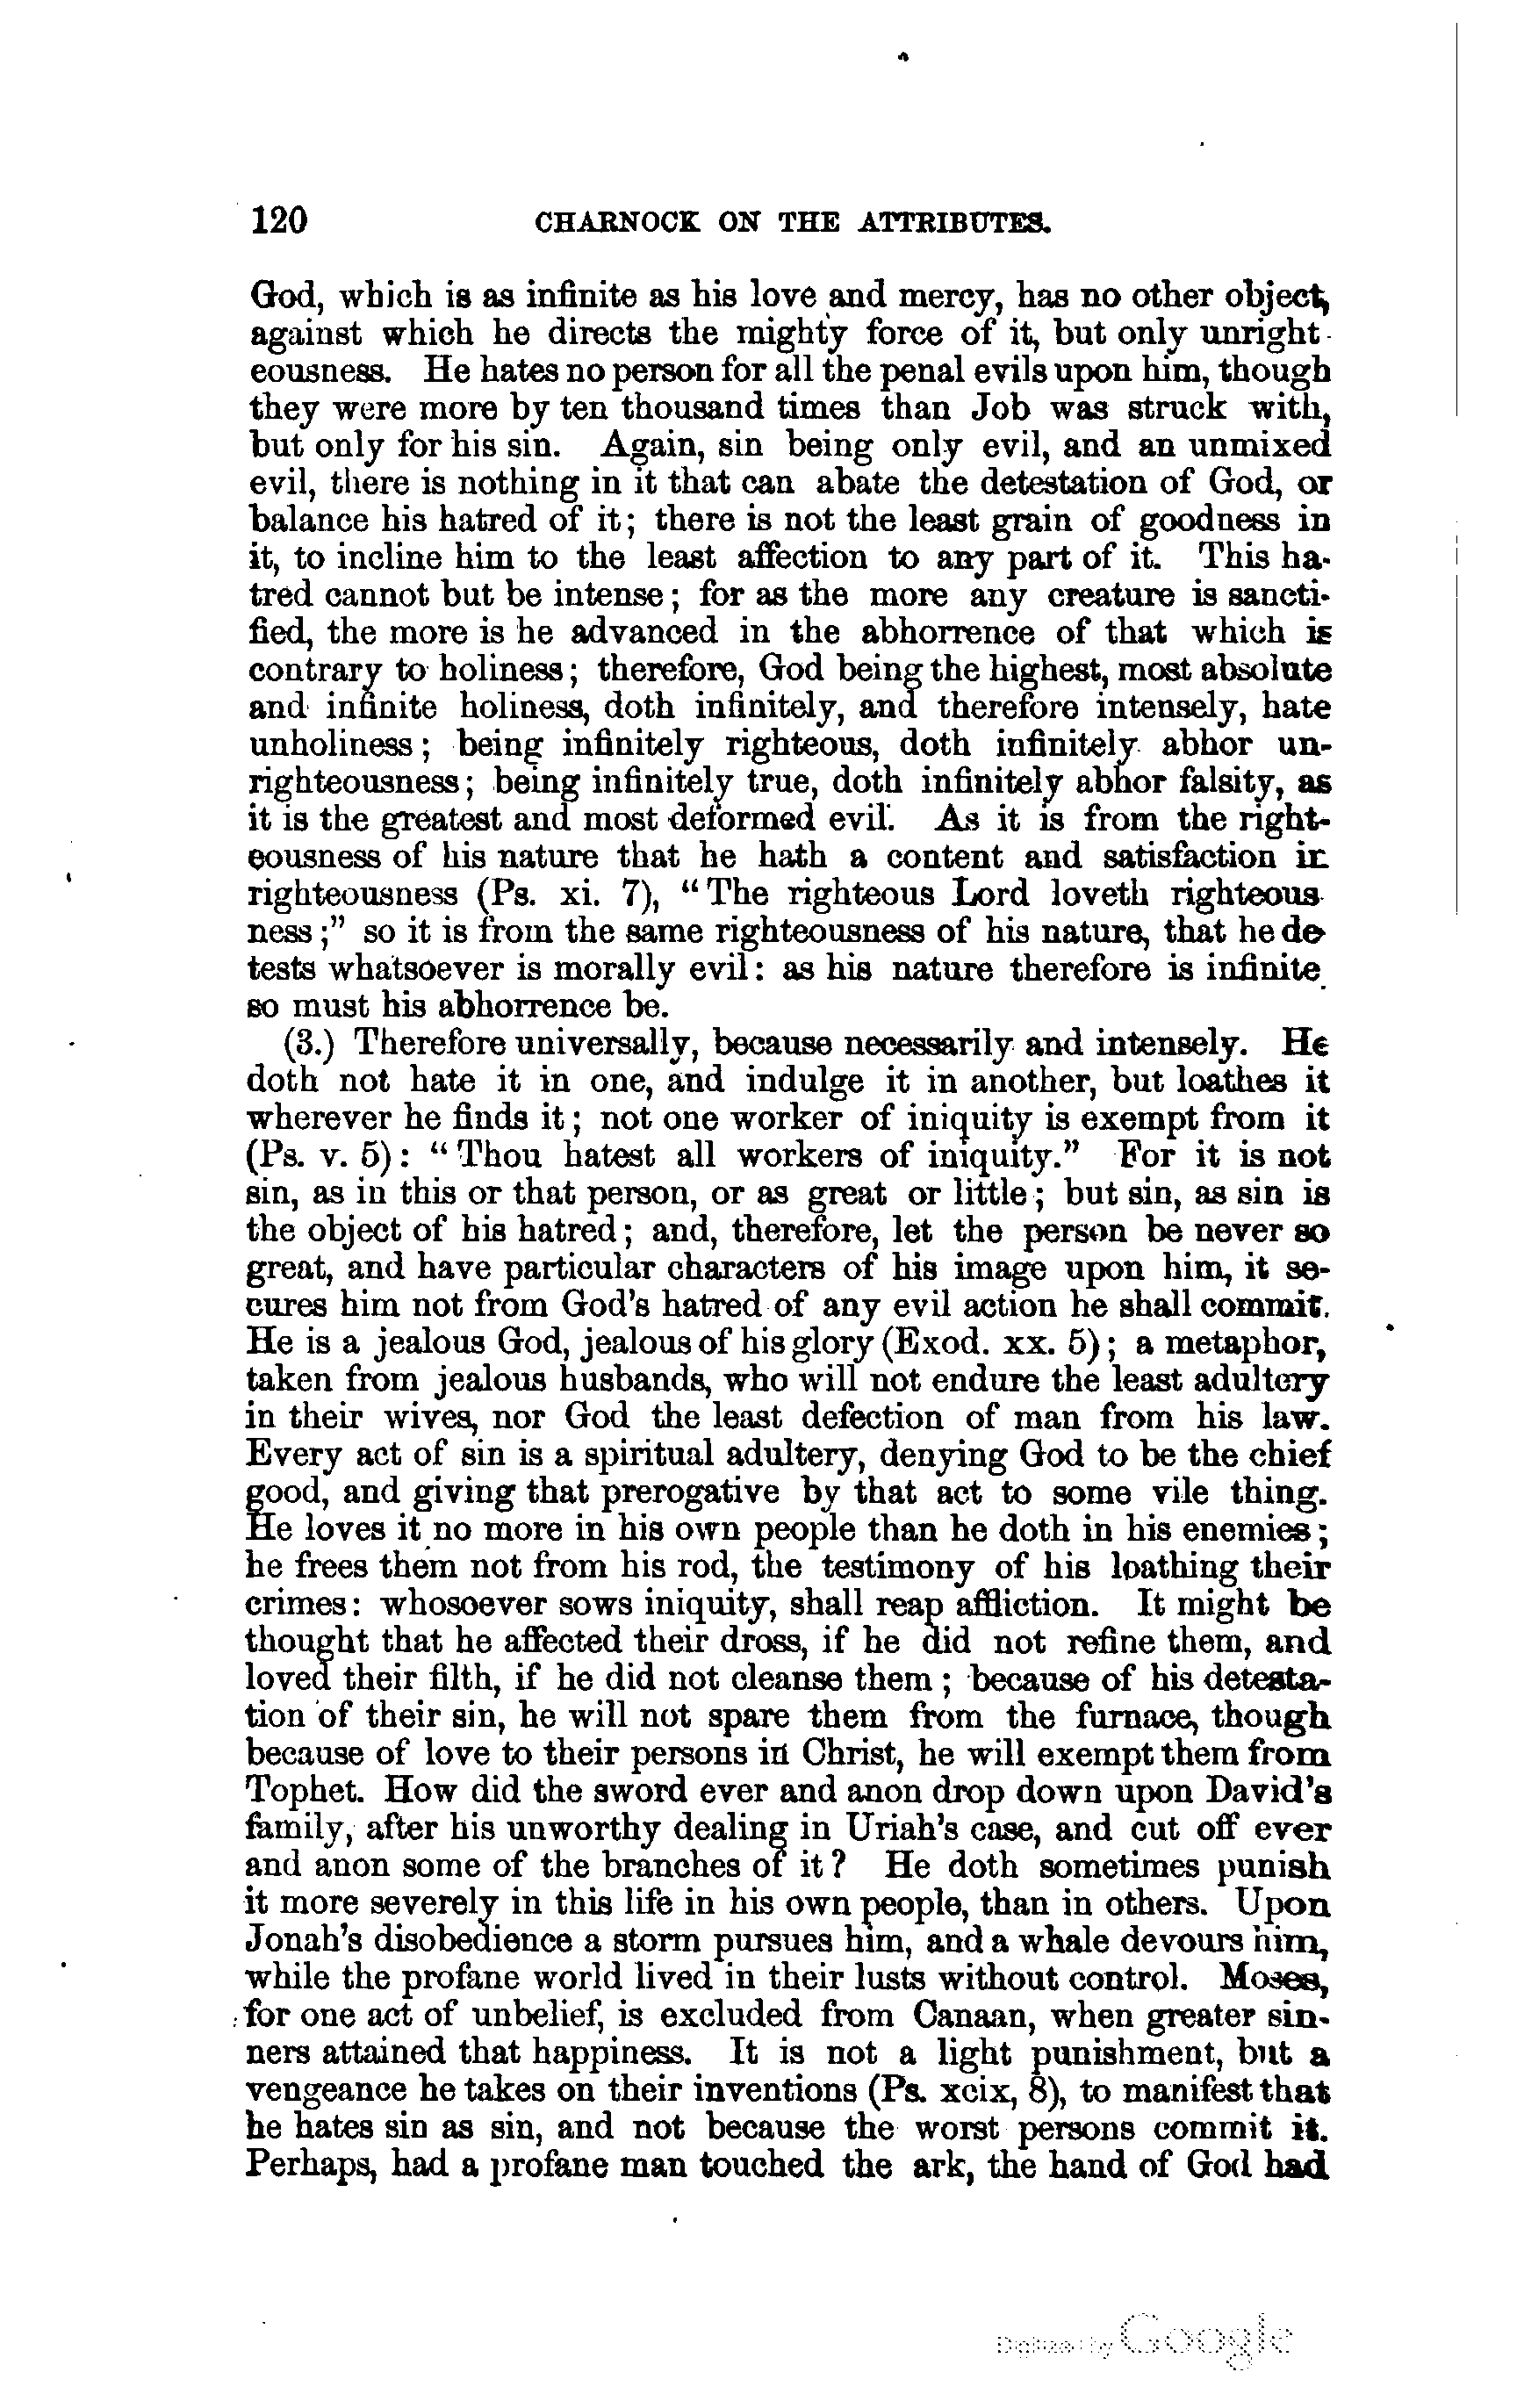 120 CHARNOCK ON THE ATTRIBUTES.
God, which is as infinite as his love and mercy, has no other object,
against which he directs the mighty force of it, but only unright-
eousness. He hates no person for all the penal evils upon him, though
they were more by ten thousand times than Job was struck with,
but only for his sin. Again, sin being only evil, and an unmixed
evil, there is nothing in it that can abate the detestation of God, or
balance his hatred of it; there is not the least grain of goodness in
it, to incline him to the least affection to any part of it. This ha-
tred cannot but be intense; for as the more any creature is sancti-
fied, the more is he advanced in the abhorrence of that which is
contrary to holiness; therefore, God being the highest, most absolute
and infinite holiness, doth infinitely, and therefore intensely, hate
unholiness; being infinitely righteous, doth infinitely abhor un-
righteousness; being infinitely true, doth infinitely abhor falsity, as
it is the greatest and most deformed evil. As it is from the right-
eousness of his nature that he hath a content and satisfaction in
righteousness (Ps. xi. 7), "The righteous Lord loveth righteous-
ness;" so it is from the same righteousness of his nature, that he de-
tests whatsoever is morally evil: as his nature therefore is infinite
so must his abhorrence be.
(3.) Therefore universally, because necessarily and intensely. He
doth not hate it in one, and indulge it in another, but loathes it
wherever he finds it; not one worker of iniquity is exempt from it
(Ps. v. 5): "Thou hatest all workers of iniquity." For it is not
sin, as in this or that person, or as great or little; but sin, as sin is
the object of his hatred; and, therefore, let the person be never so
great, and have particular characters of his image upon him, it se-
cures him not from God's hatred of any evil action he shall commit.
He is a jealous God, jealous of his glory (Exod. xx. 5); a metaphor,
taken from jealous husbands, who will not endure the least adultery
in their wives, nor God the least defection of man from his law.
Every act of sin is a spiritual adultery, denying God to be the chief
good, and giving that prerogative by that act to some vile thing.
He loves it no more in his own people than he doth in his enemies;
he frees them not from his rod, the testimony of his loathing their
crimes: whosoever sows iniquity, shall reap affliction. It might be
thought that he affected their dross, if he did not refine them, and
loved their filth, if he did not cleanse them; because of his detesta-
tion of their sin, he will not spare them from the furnace, though
because of love to their persons in Christ, he will exempt them from
Tophet. How did the sword ever and anon drop down upon David's
family, after his unworthy dealing in Uriah's case, and cut off ever
and anon some of the branches of it? He doth sometimes punish
it more severely in this life in his own people, than in others. Upon
Jonah's disobedience a storm pursues him, and a whale devours him,
while the profane world lived in their lusts without control. Moses,
for one act of unbelief, is excluded from Canaan, when greater sin-
ners attained that happiness. It is not a light punishment, but a
vengeance he takes on their inventions (Ps. xcix, 8), to manifest that
he hates sin as sin, and not because the worst persons commit it.
Perhaps, had a profane man touched the ark, the hand of God had
Digitized by Google